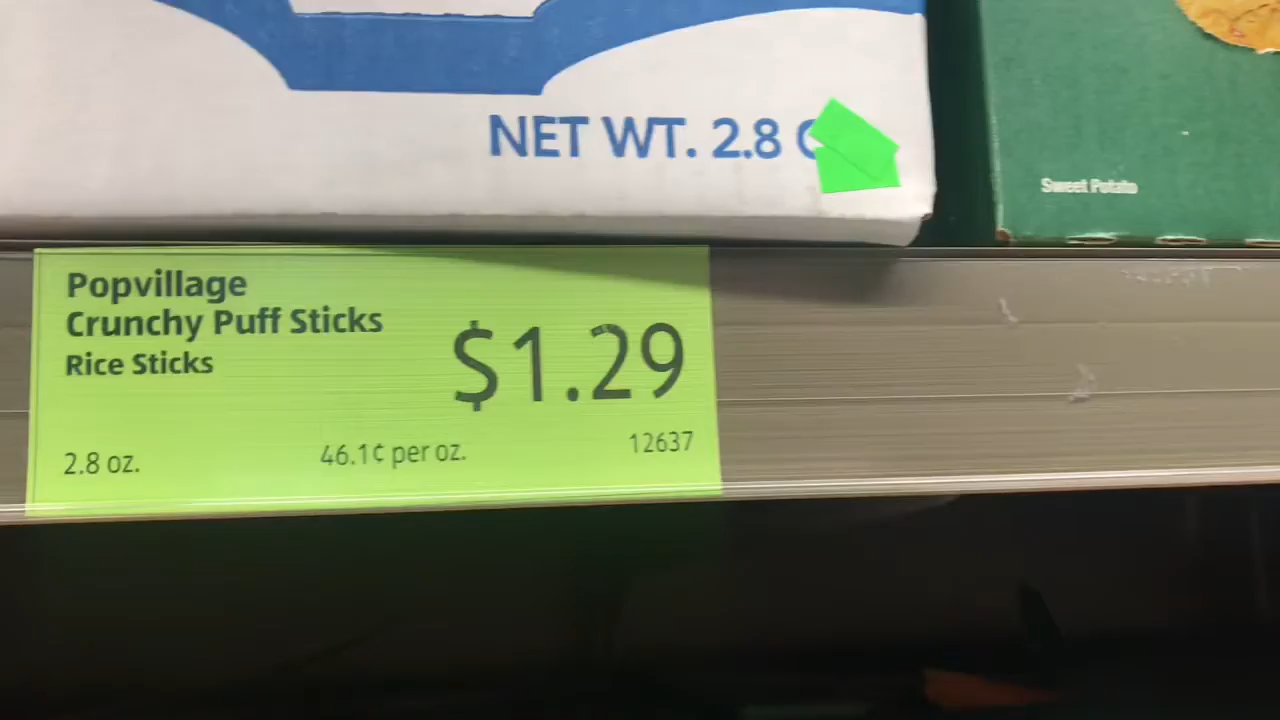 NET WT. 2.8
Sweet Potato
Popvillage
Crunchy Puff Sticks
Rice Sticks
$1.29
2.8 oz.
46.1¢ per oz.
12637